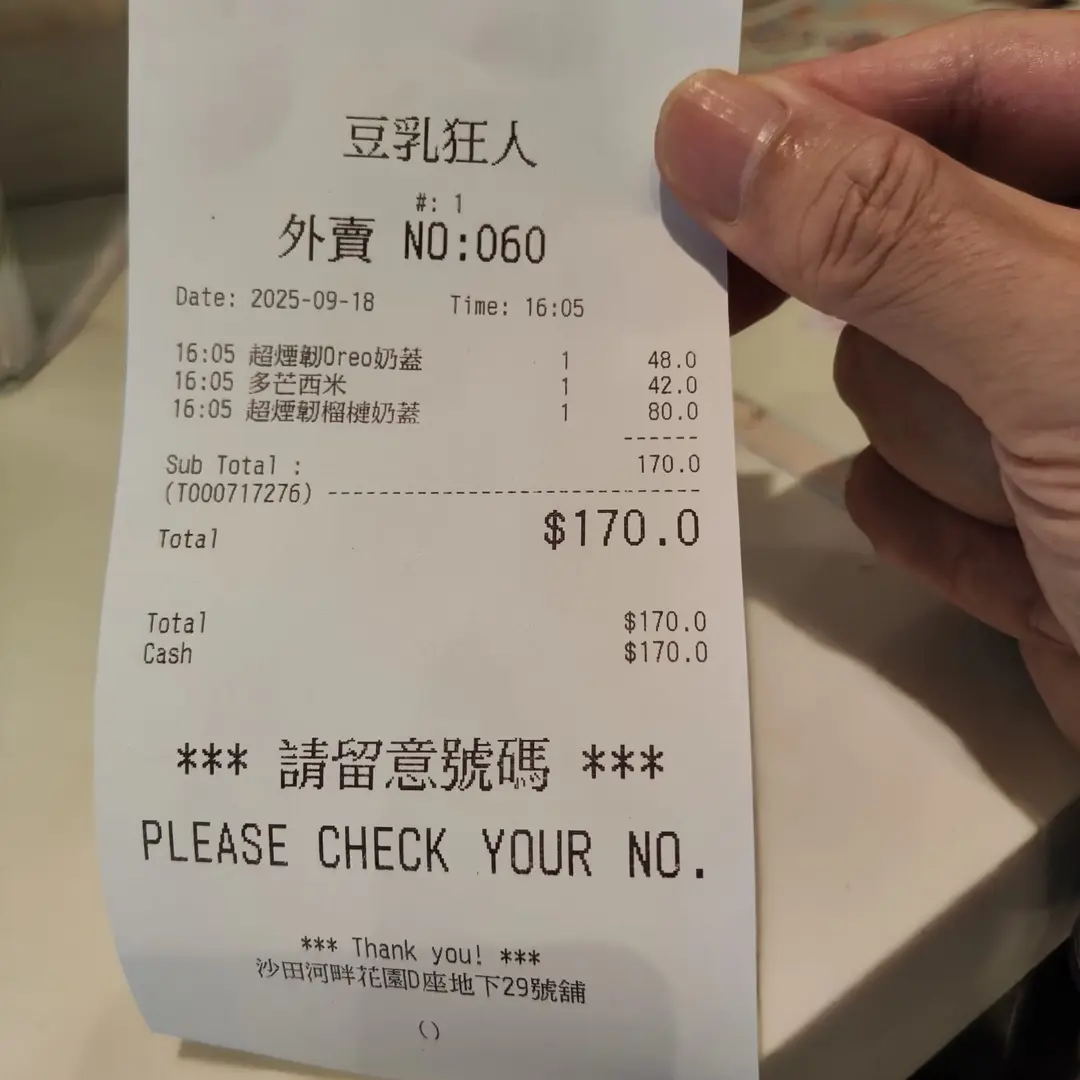 豆乳狂人
#: 1
外賣 NO:060
Date: 2025-09-18 Time: 16:05
16:05 超煙韌Oreo奶蓋 1 48.0
16:05 多芒西米 1 42.0
16:05 超煙韌榴槤奶蓋 1 80.0
------
Sub Total : 170.0
(T000717276) -----------------------------
Total $170.0
Total $170.0
Cash $170.0
*** 請留意號碼 ***
PLEASE CHECK YOUR NO.
*** Thank you! ***
沙田河畔花園D座地下29號舖
()